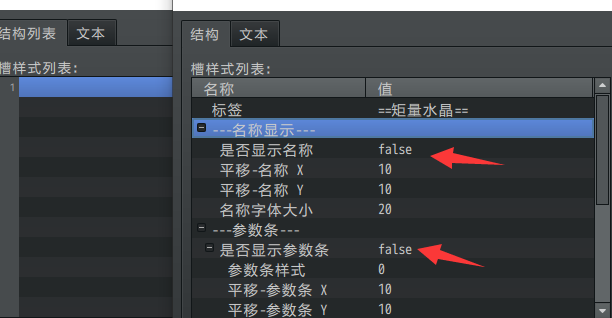 结构列表 文本
槽样式列表:
1
结构 文本
槽样式列表:
名称 值
标签 ==矩量水晶==
---名称显示---
是否显示名称 false
平移-名称 X 10
平移-名称 Y 10
名称字体大小 20
---参数条---
是否显示参数条 false
参数条样式 0
平移-参数条 X 10
平移-参数条 Y 10